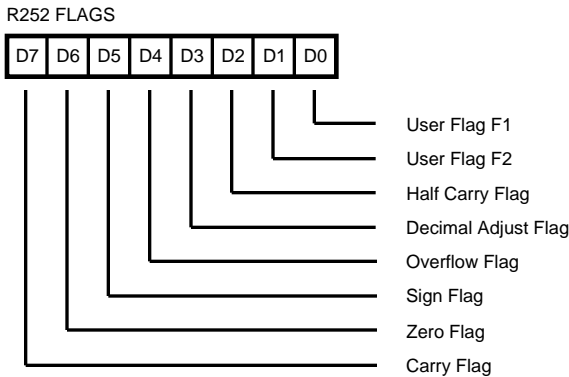 R252 FLAGS
D7 D6 D5 D4 D3 D2 D1 D0
User Flag F1
User Flag F2
Half Carry Flag
Decimal Adjust Flag
Overflow Flag
Sign Flag
Zero Flag
Carry Flag